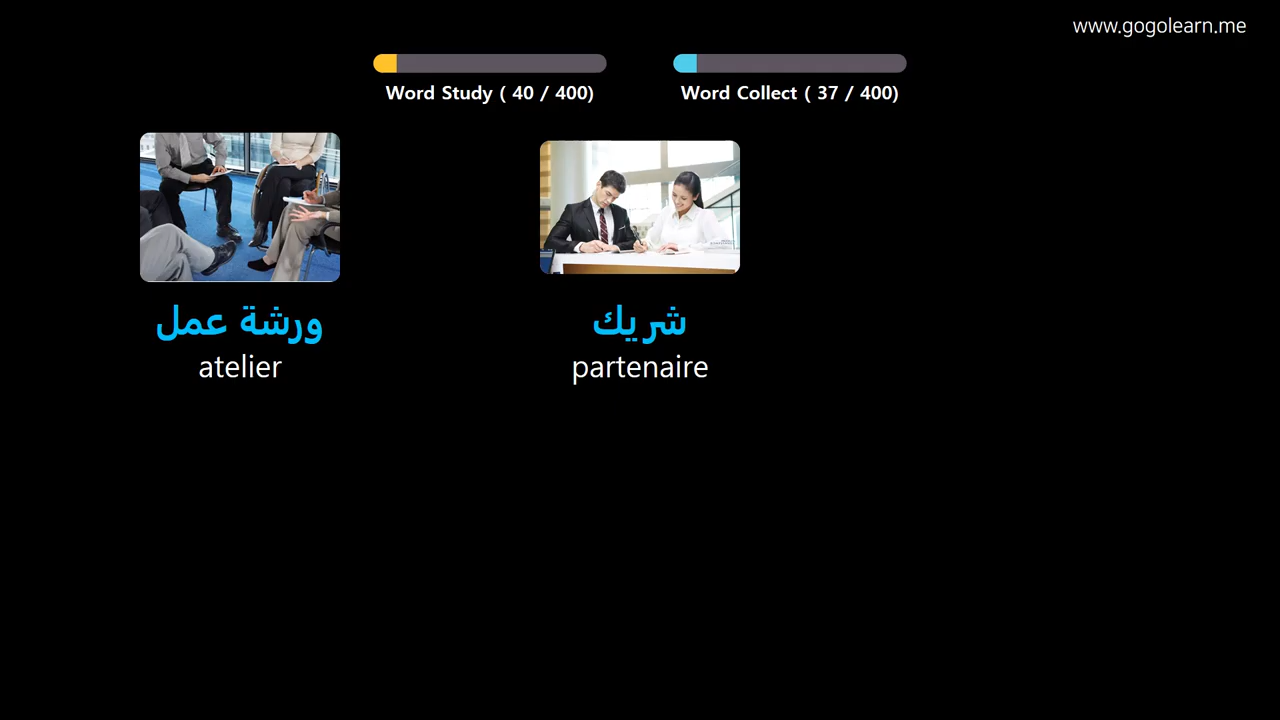 www.gogolearn.me
Word Study ( 40 / 400)
Word Collect ( 37 / 400)
ورشة عمل
atelier
شريك
partenaire